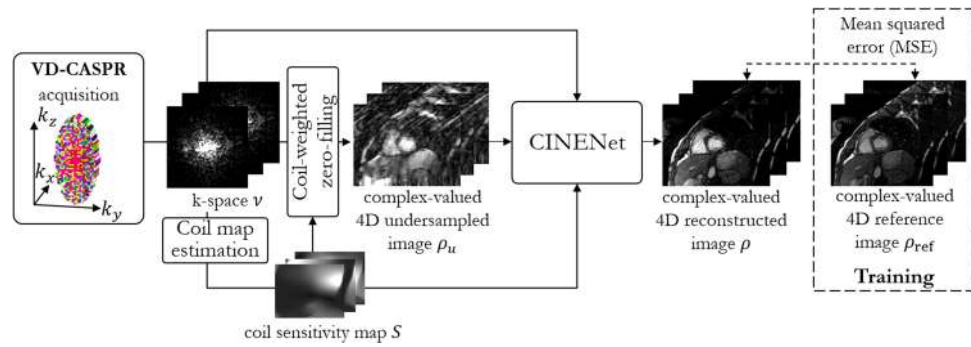 VD-CASPR
acquisition
k_z
k_x
k_y
k-space ν
Coil map
estimation
Coil-weighted
zero-filling
coil sensitivity map S
complex-valued
4D undersampled
image ρ_u
CINENet
complex-valued
4D reconstructed
image ρ
Mean squared
error (MSE)
complex-valued
4D reference
image ρ_ref
Training